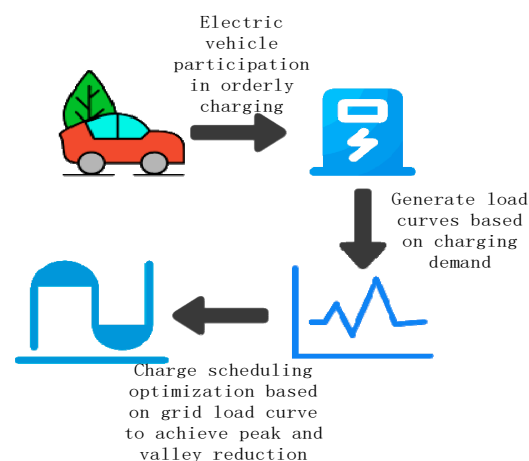 Electric
vehicle
participation
in orderly
charging
Generate load
curves based
on charging
demand
Charge scheduling
optimization based
on grid load curve
to achieve peak and
valley reduction